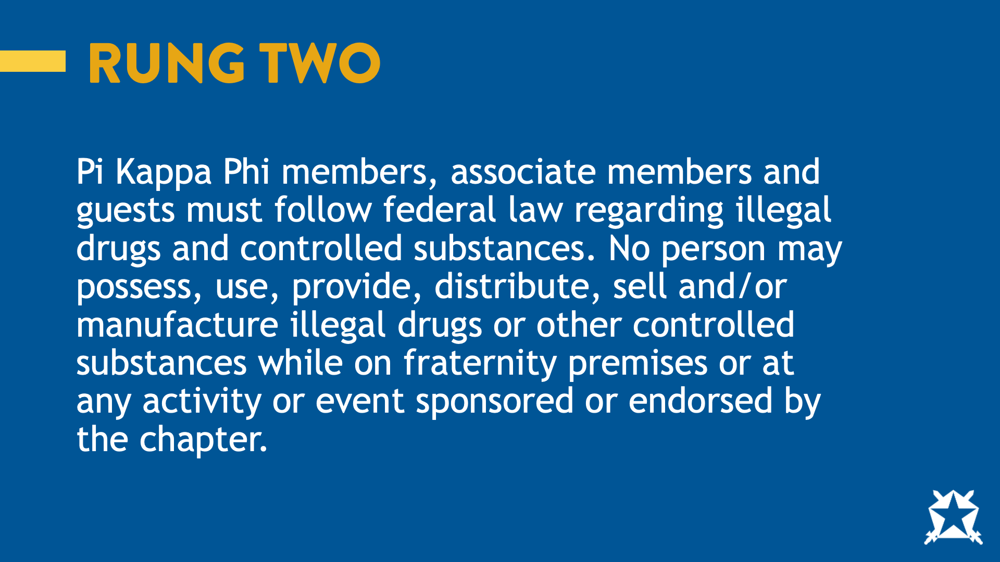 RUNG TWO
Pi Kappa Phi members, associate members and
guests must follow federal law regarding illegal
drugs and controlled substances. No person may
possess, use, provide, distribute, sell and/or
manufacture illegal drugs or other controlled
substances while on fraternity premises or at
any activity or event sponsored or endorsed by
the chapter.